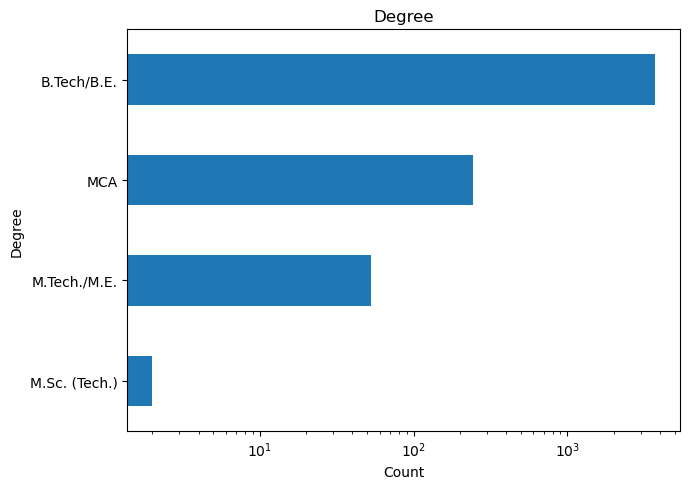 Degree
B.Tech/B.E.
MCA
M.Tech./M.E.
M.Sc. (Tech.)
Degree
10¹ 10² 10³
Count